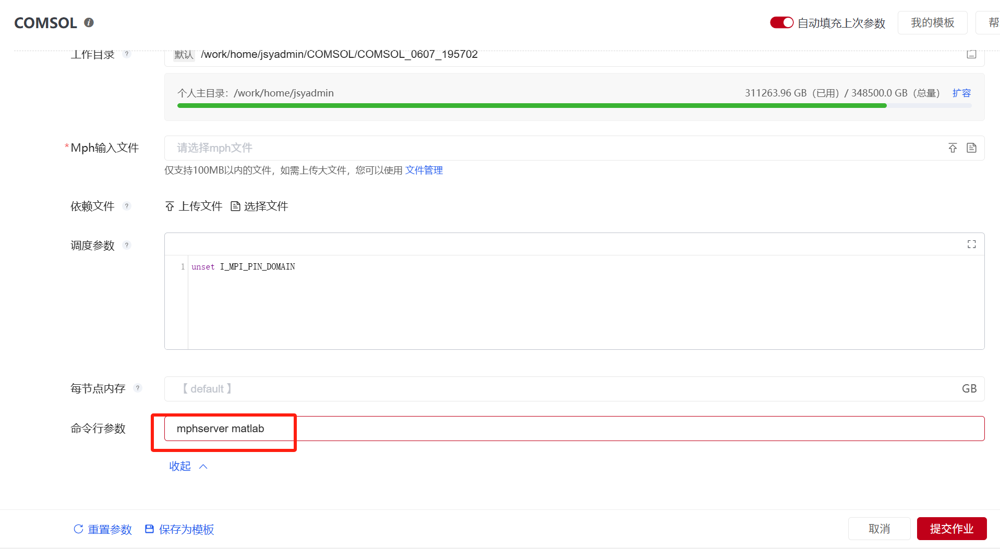 COMSOL
自动填充上次参数
我的模板
帮
工作目录 ?
默认 /work/home/jsyadmin/COMSOL/COMSOL_0607_195702
个人主目录：/work/home/jsyadmin
311263.96 GB（已用）/ 348500.0 GB（总量） 扩容
*Mph输入文件
请选择mph文件
仅支持100MB以内的文件，如需上传大文件，您可以使用 文件管理
依赖文件 ?
上传文件 选择文件
调度参数 ?
1 unset I_MPI_PIN_DOMAIN
每节点内存 ?
【 default 】 GB
命令行参数
mphserver matlab
收起
重置参数 保存为模板
取消 提交作业